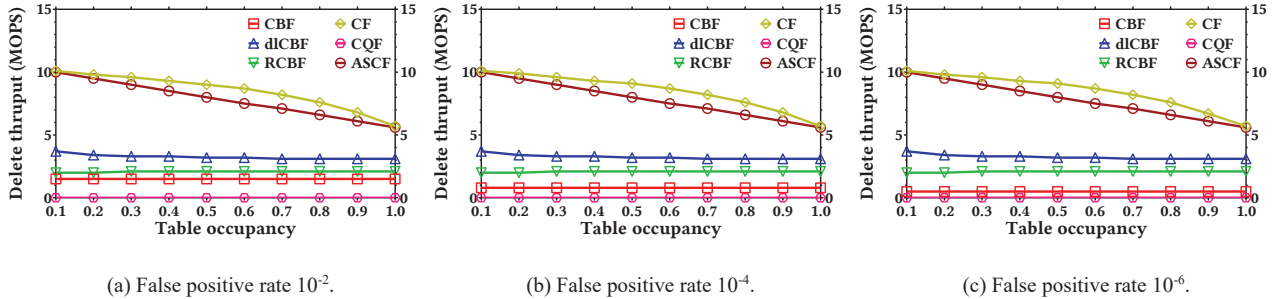 15 15
CBF CF
dlCBF CQF
RCBF ASCF
10 10
5 5
0 0
0.1 0.2 0.3 0.4 0.5 0.6 0.7 0.8 0.9 1.0
Delete thruput (MOPS)
Table occupancy
(a) False positive rate 10-2.
15 15
CBF CF
dlCBF CQF
RCBF ASCF
10 10
5 5
0 0
0.1 0.2 0.3 0.4 0.5 0.6 0.7 0.8 0.9 1.0
Delete thruput (MOPS)
Table occupancy
(b) False positive rate 10-4.
15 15
CBF CF
dlCBF CQF
RCBF ASCF
10 10
5 5
0 0
0.1 0.2 0.3 0.4 0.5 0.6 0.7 0.8 0.9 1.0
Delete thruput (MOPS)
Table occupancy
(c) False positive rate 10-6.